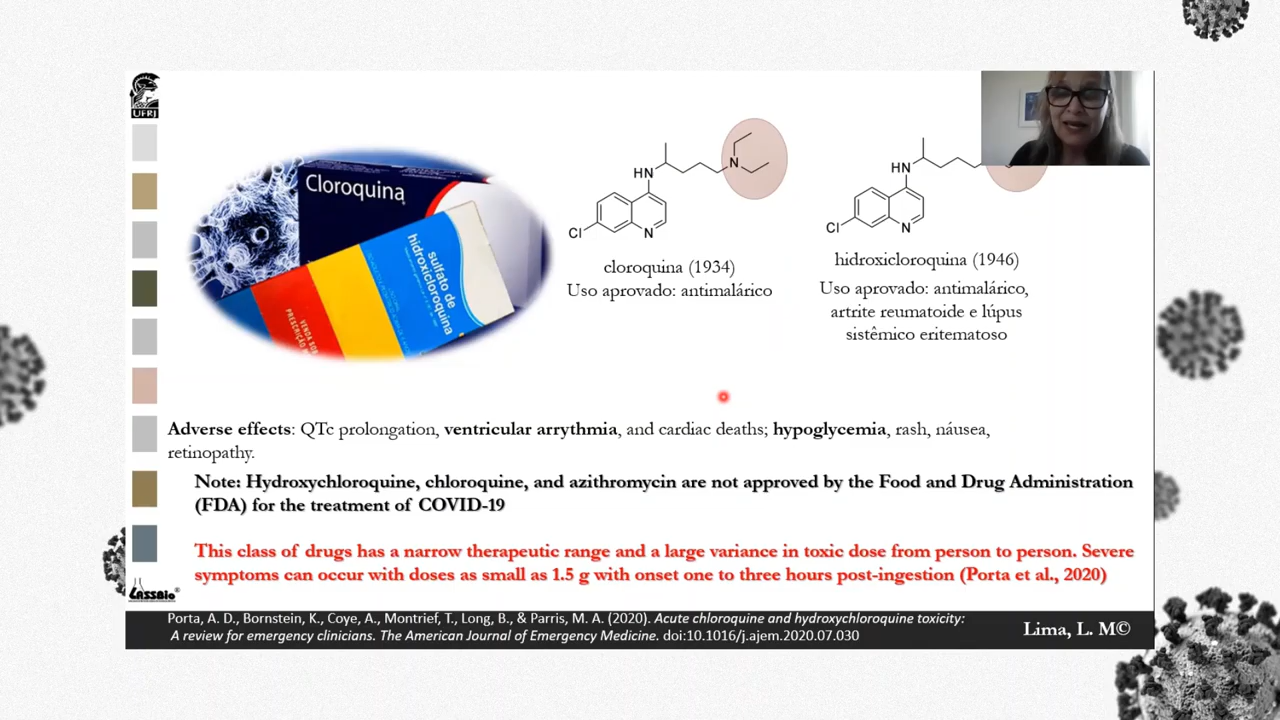 UFRJ
Cloroquina
sulfato de
hidroxicloroquina
VENDA SOB
PRESCRIÇÃO
HN
N
Cl
N
cloroquina (1934)
Uso aprovado: antimalárico
HN
Cl
N
hidroxicloroquina (1946)
Uso aprovado: antimalárico,
artrite reumatoide e lúpus
sistêmico eritematoso
Adverse effects: QTc prolongation, ventricular arrythmia, and cardiac deaths; hypoglycemia, rash, náusea,
retinopathy.
Note: Hydroxychloroquine, chloroquine, and azithromycin are not approved by the Food and Drug Administration
(FDA) for the treatment of COVID-19
This class of drugs has a narrow therapeutic range and a large variance in toxic dose from person to person. Severe
symptoms can occur with doses as small as 1.5 g with onset one to three hours post-ingestion (Porta et al., 2020)
LASSBio
Porta, A. D., Bornstein, K., Coye, A., Montrief, T., Long, B., & Parris, M. A. (2020). Acute chloroquine and hydroxychloroquine toxicity:
A review for emergency clinicians. The American Journal of Emergency Medicine. doi:10.1016/j.ajem.2020.07.030
Lima, L. M©